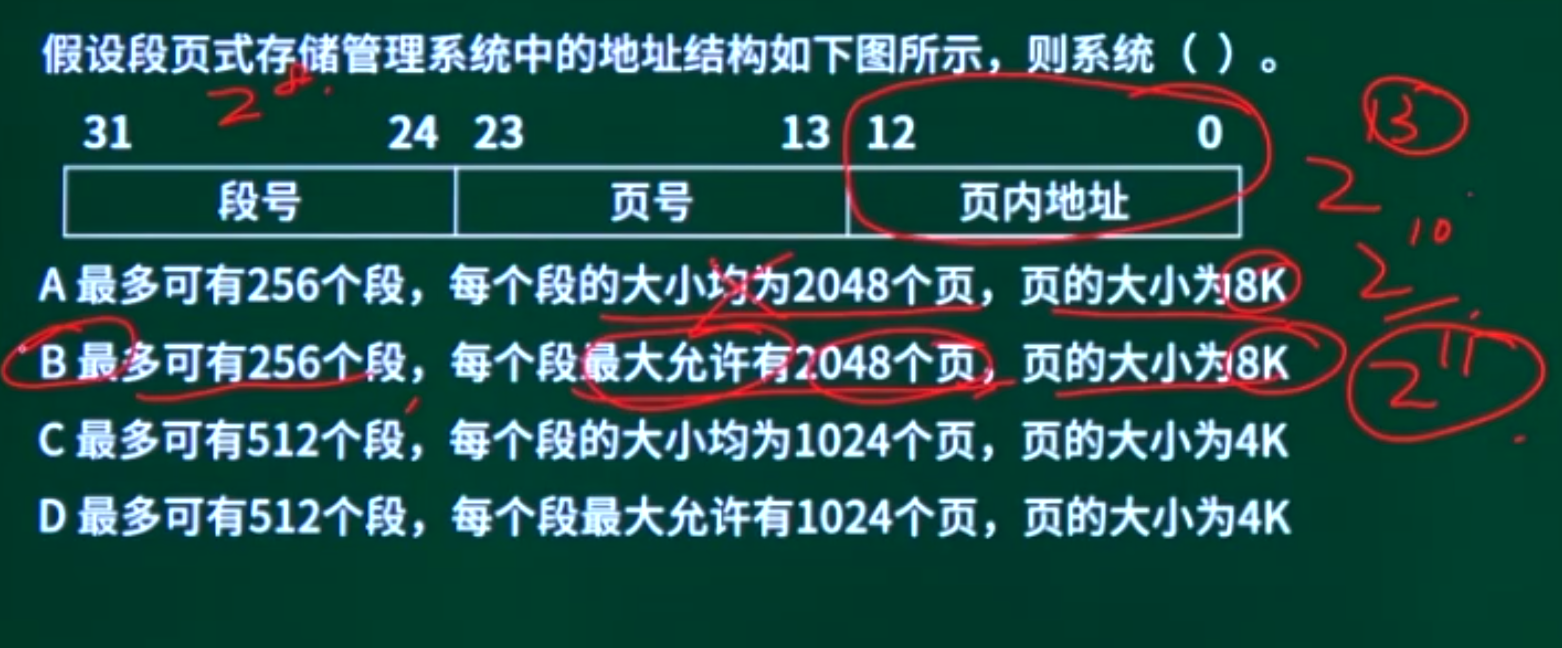 假设段页式存储管理系统中的地址结构如下图所示，则系统（ ）。
2^8
31 24 23 13 12 0
13
段号 页号 页内地址
2
2^10
A 最多可有256个段，每个段的大小均为2048个页，页的大小为8K
B 最多可有256个段，每个段最大允许有2048个页，页的大小为8K
2^11
C 最多可有512个段，每个段的大小均为1024个页，页的大小为4K
D 最多可有512个段，每个段最大允许有1024个页，页的大小为4K